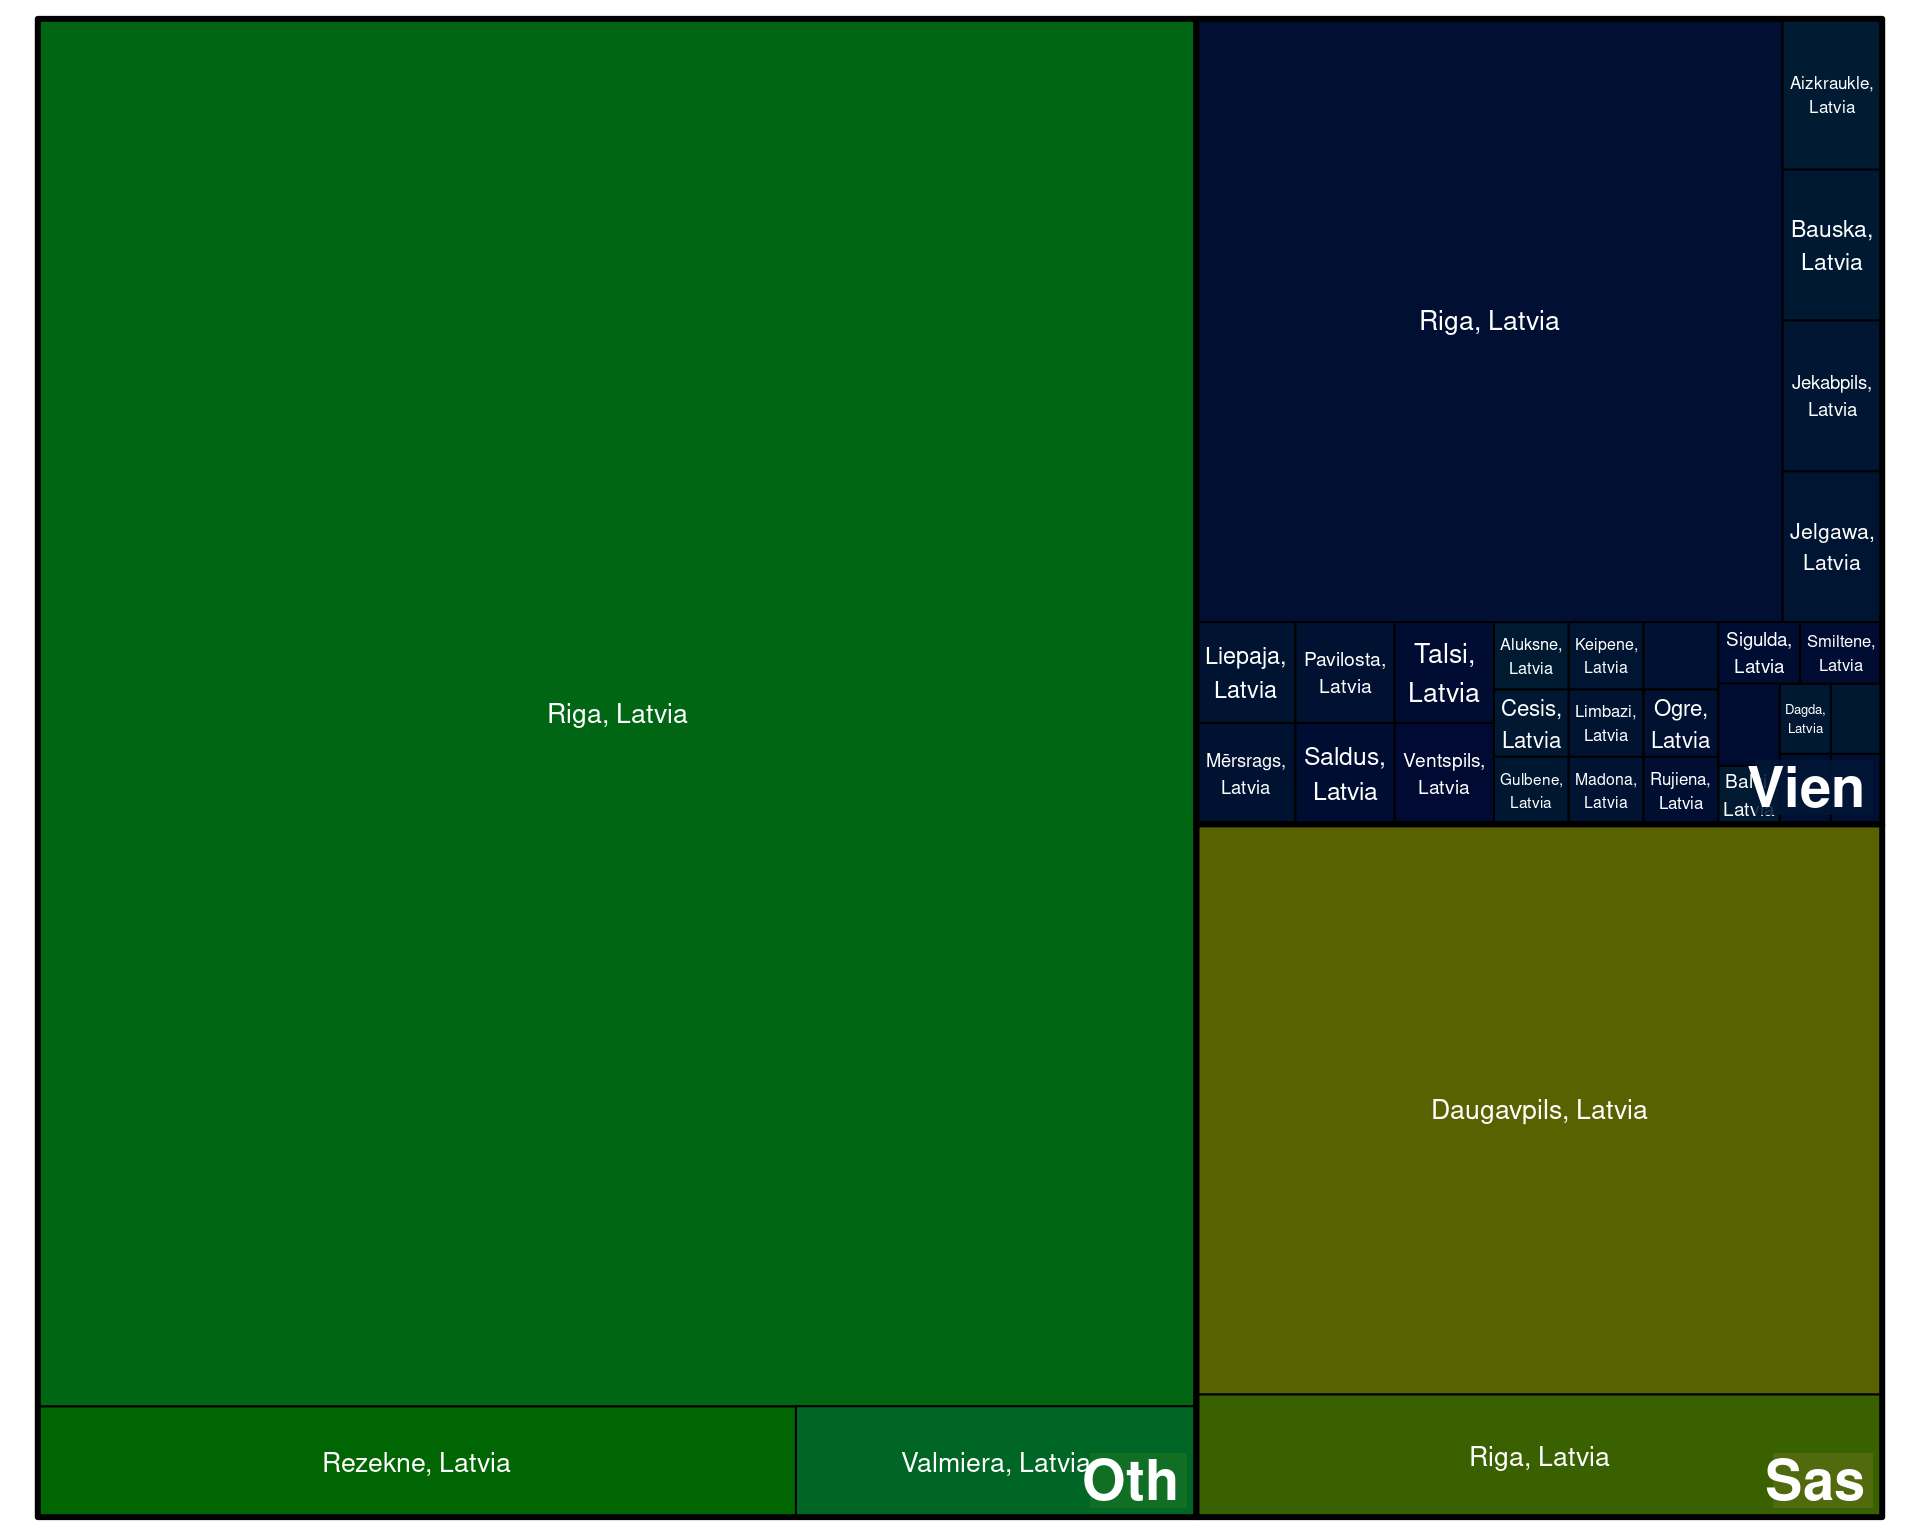 Riga, Latvia
Rezekne, Latvia
Valmiera, Latvia
Oth
Riga, Latvia
Aizkraukle,
Latvia
Bauska,
Latvia
Jekabpils,
Latvia
Jelgawa,
Latvia
Liepaja,
Latvia
Pavilosta,
Latvia
Talsi,
Latvia
Mērsrags,
Latvia
Saldus,
Latvia
Ventspils,
Latvia
Aluksne,
Latvia
Keipene,
Latvia
Cesis,
Latvia
Limbazi,
Latvia
Ogre,
Latvia
Gulbene,
Latvia
Madona,
Latvia
Rujiena,
Latvia
Sigulda,
Latvia
Smiltene,
Latvia
Dagda,
Latvia
Latvia
Vien
Daugavpils, Latvia
Riga, Latvia
Sas